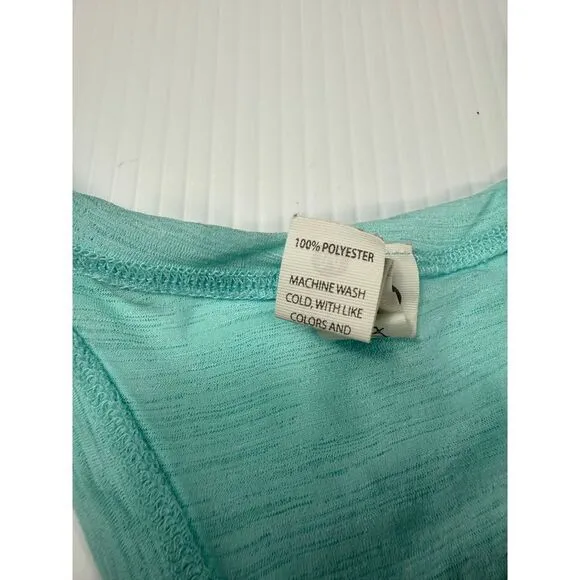 100% POLYESTER
MACHINE WASH
COLD, WITH LIKE
COLORS AND